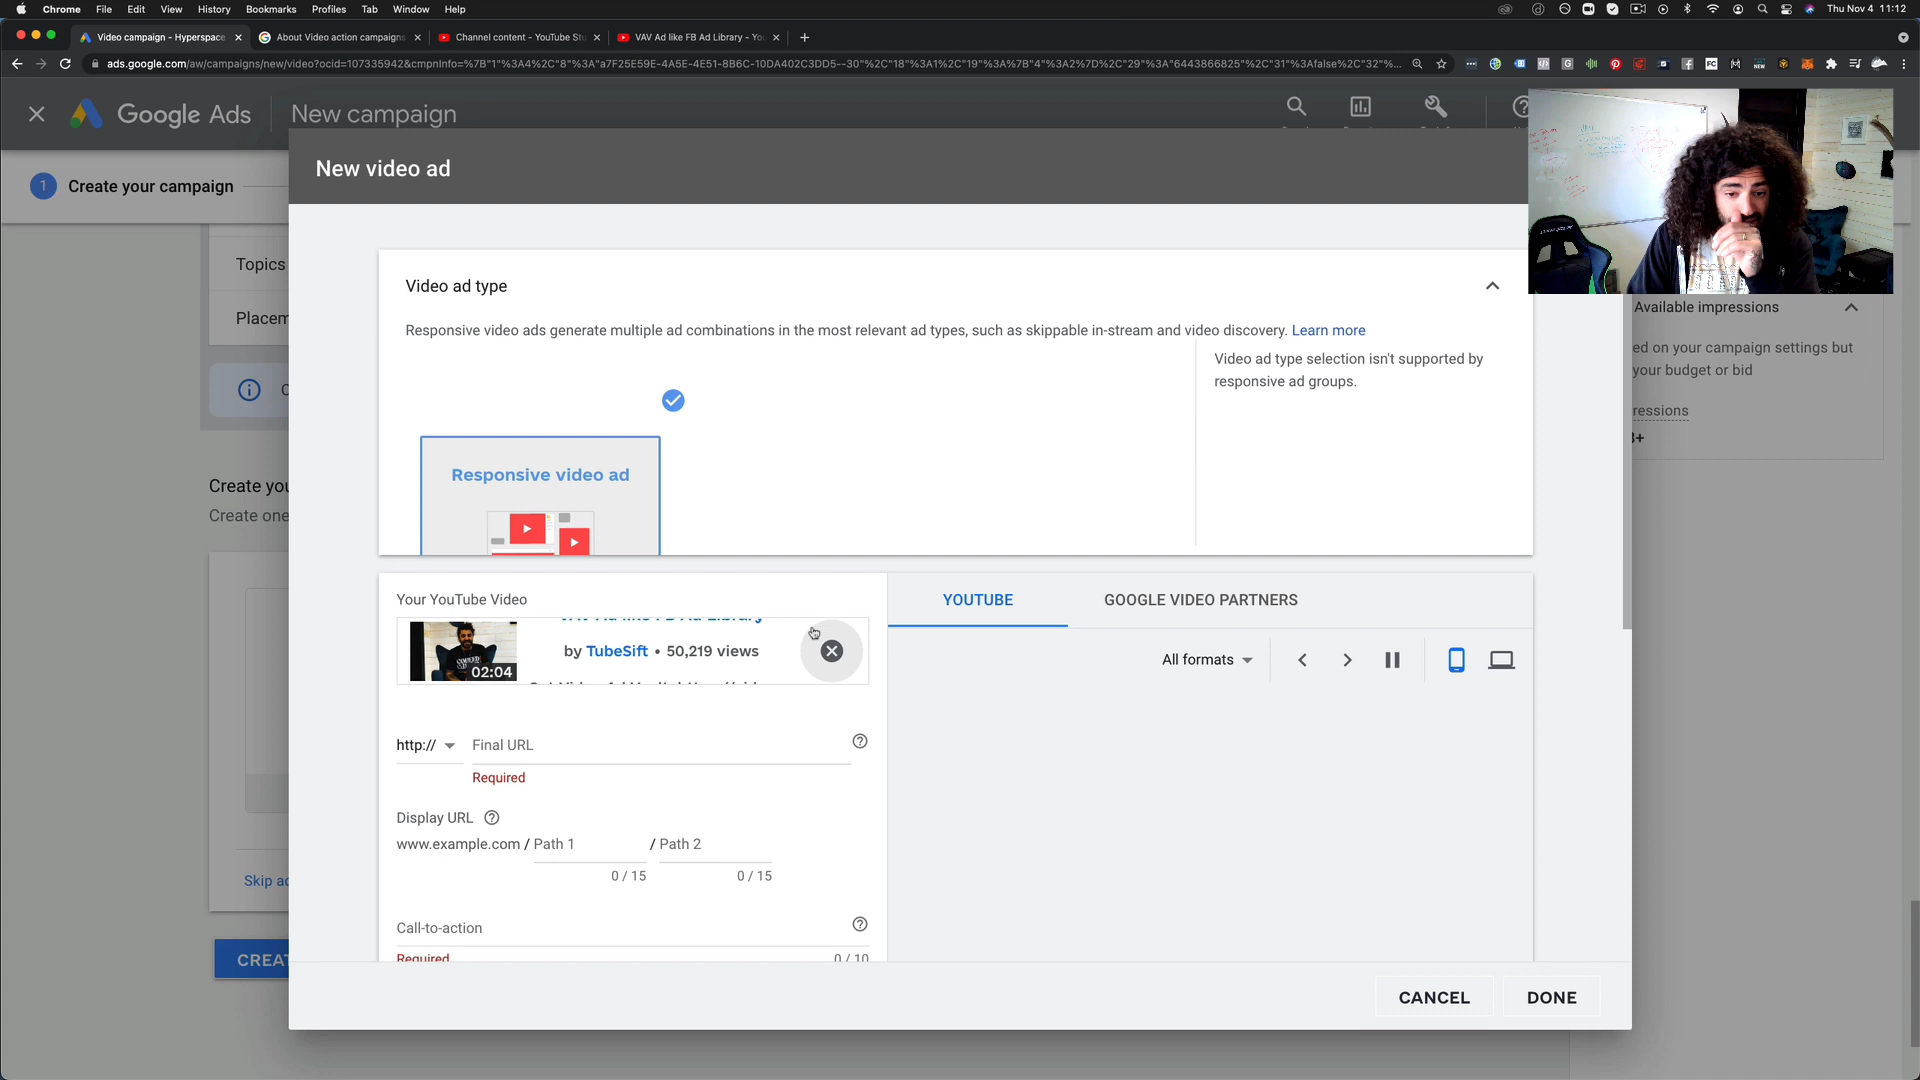 Chrome File Edit View History Bookmarks Profiles Tab Window Help Thu Nov 4 11:12
Video campaign - Hyperspace
About Video action campaigns
Channel content - YouTube Stu
VAV Ad like FB Ad Library - You
ads.google.com/aw/campaigns/new/video?ocid=107335942&cmpnInfo=%7B"1"%3A4%2C"8"%3A"a7F25E59E-4A5E-4E51-8B6C-10DA402C3DD5--30"%2C"18"%3A1%2C"19"%3A%7B"4"%3A2%7D%2C"29"%3A"6443866825"%2C"31"%3Afalse%2C"32"%...
Google Ads New campaign
New video ad
1 Create your campaign
Topics
Placem
Create you
Create one
Skip ad
CREA
Video ad type
Responsive video ads generate multiple ad combinations in the most relevant ad types, such as skippable in-stream and video discovery. Learn more
Video ad type selection isn't supported by
responsive ad groups.
Responsive video ad
Available impressions
ed on your campaign settings but
your budget or bid
ressions
Your YouTube Video
VAV Ad like FB Ad Library
by TubeSift • 50,219 views
02:04
http:// Final URL
Required
Display URL
www.example.com / Path 1 / Path 2
0 / 15 0 / 15
Call-to-action
Required 0 / 10
YOUTUBE GOOGLE VIDEO PARTNERS
All formats
CANCEL DONE